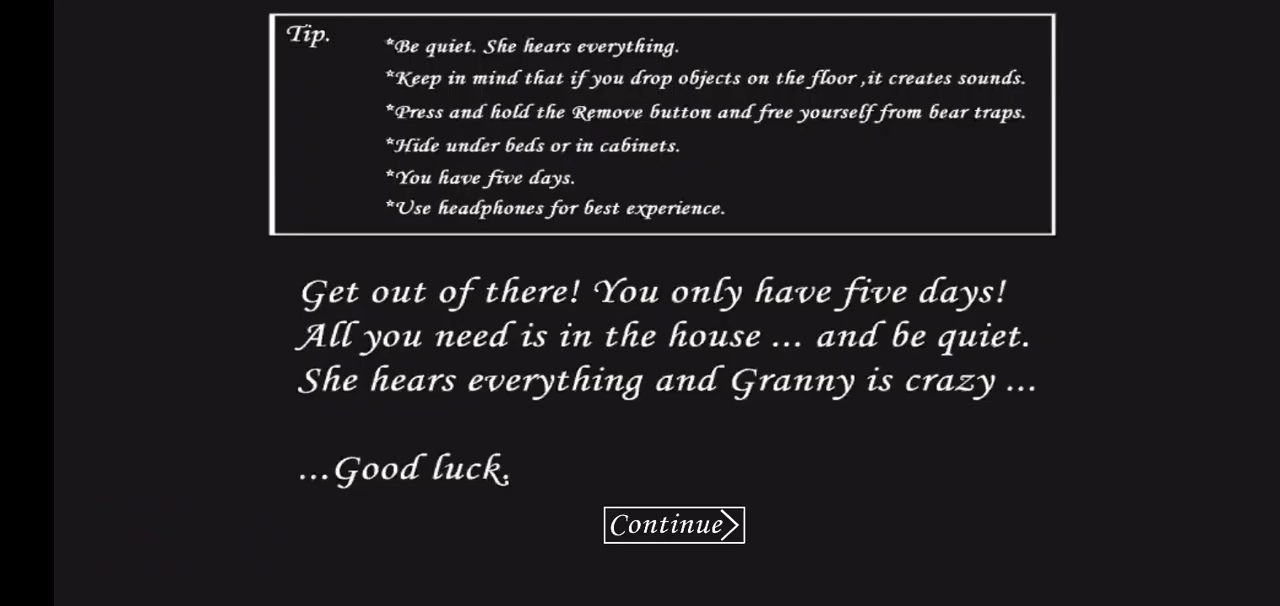 Tip.
*Be quiet. She hears everything.
*Keep in mind that if you drop objects on the floor ,it creates sounds.
*Press and hold the Remove button and free yourself from bear traps.
*Hide under beds or in cabinets.
*You have five days.
*Use headphones for best experience.
Get out of there! You only have five days!
All you need is in the house ... and be quiet.
She hears everything and Granny is crazy ...
...Good luck.
Continue